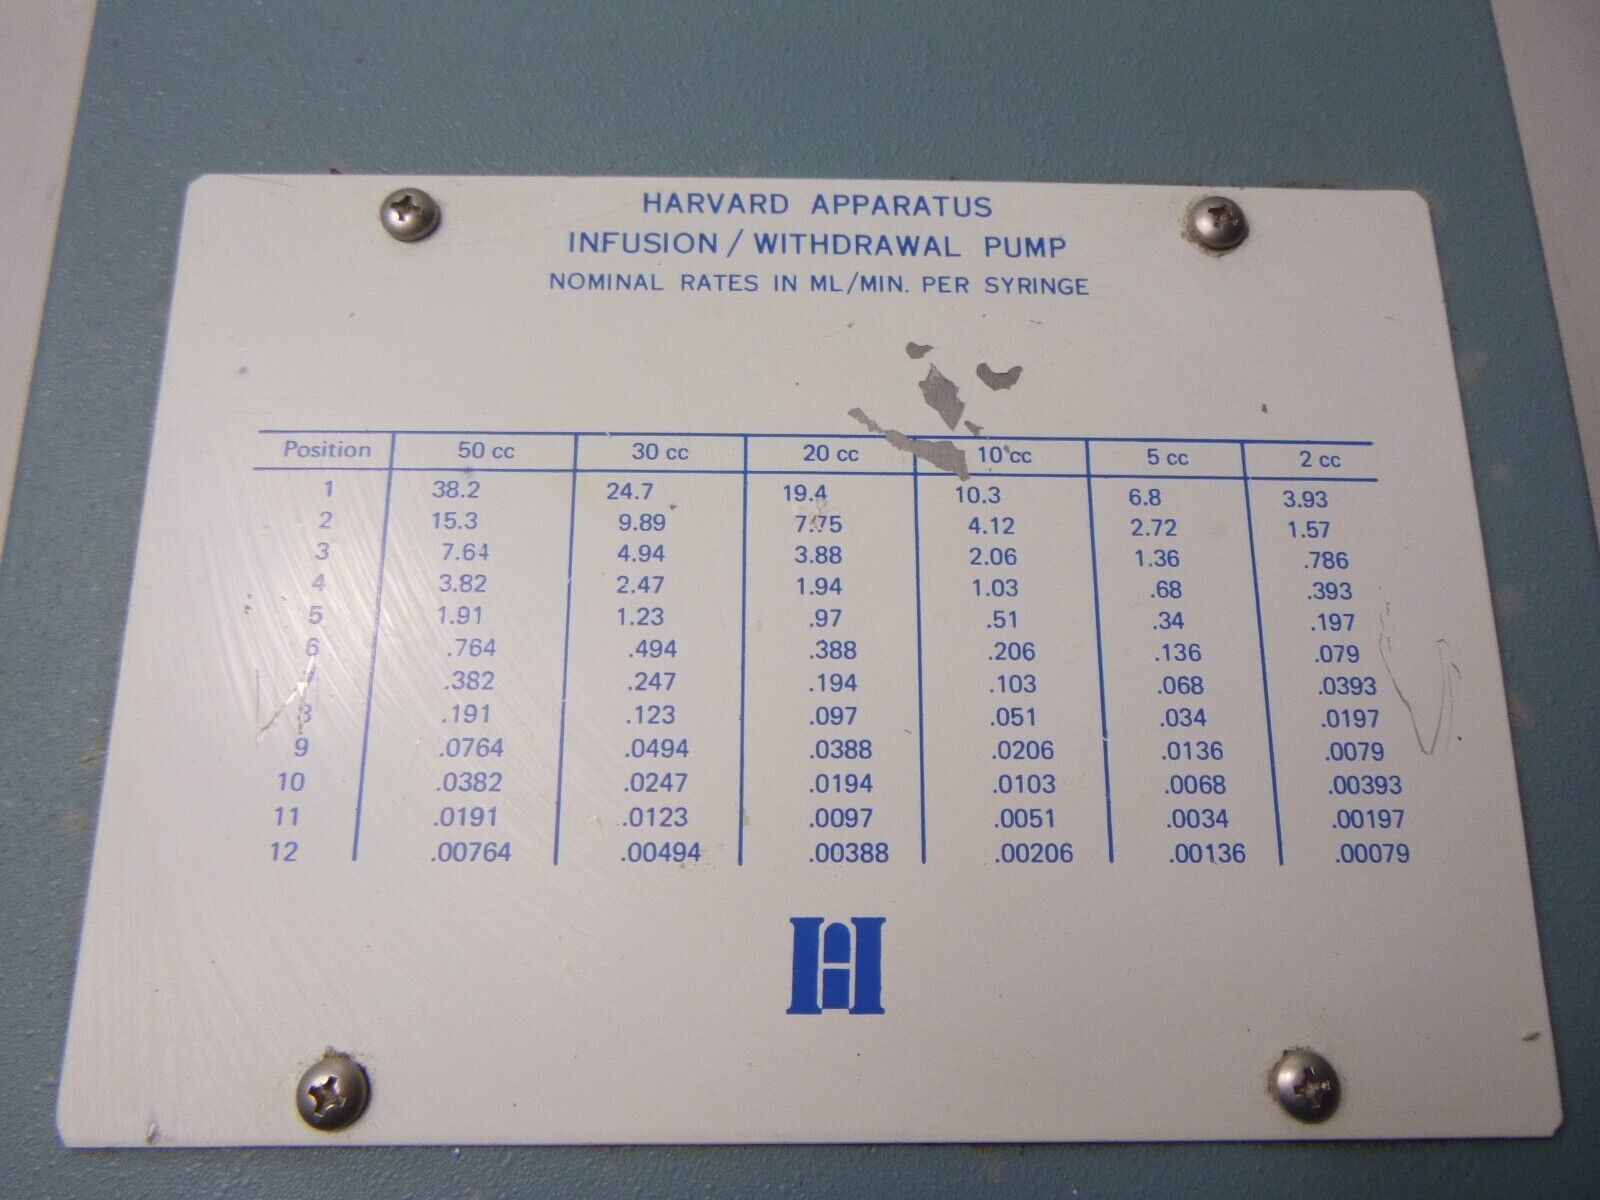 HARVARD APPARATUS
INFUSION / WITHDRAWAL PUMP
NOMINAL RATES IN ML/MIN. PER SYRINGE
Position 50 cc 30 cc 20 cc 10 cc 5 cc 2 cc
1 38.2 24.7 19.4 10.3 6.8 3.93
2 15.3 9.89 7.75 4.12 2.72 1.57
3 7.64 4.94 3.88 2.06 1.36 .786
4 3.82 2.47 1.94 1.03 .68 .393
5 1.91 1.23 .97 .51 .34 .197
6 .764 .494 .388 .206 .136 .079
.382 .247 .194 .103 .068 .0393
8 .191 .123 .097 .051 .034 .0197
9 .0764 .0494 .0388 .0206 .0136 .0079
10 .0382 .0247 .0194 .0103 .0068 .00393
11 .0191 .0123 .0097 .0051 .0034 .00197
12 .00764 .00494 .00388 .00206 .00136 .00079
H